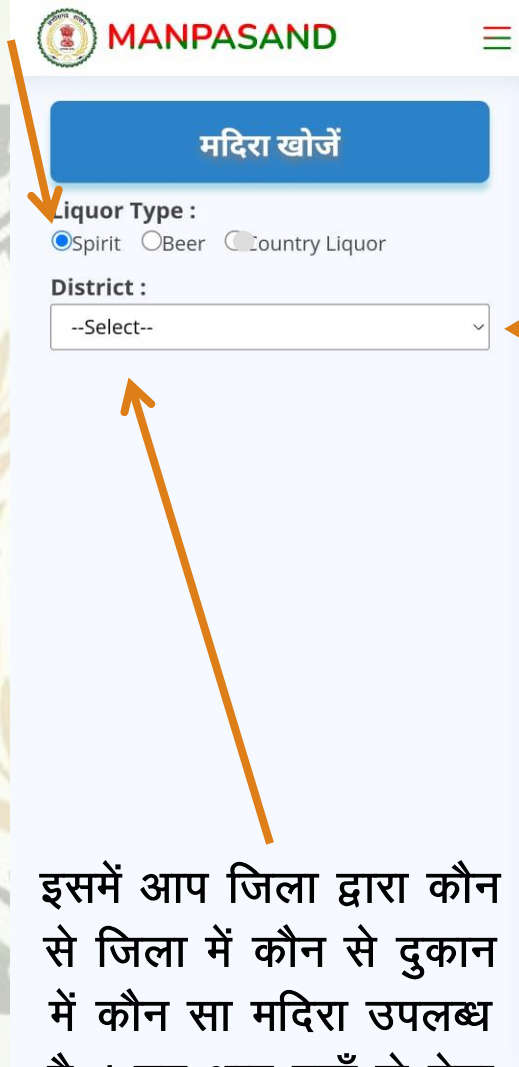 MANPASAND
मदिरा खोजें
Liquor Type :
Spirit Beer Country Liquor
District :
--Select--
इसमें आप जिला द्वारा कौन
से जिला में कौन से दुकान
में कौन सा मदिरा उपलब्ध